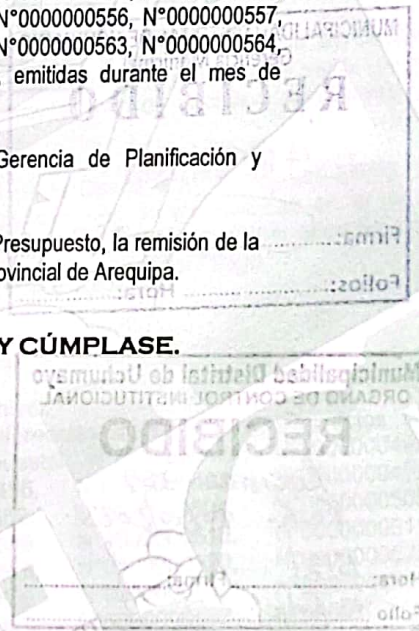 N°0000000556, N°0000000557,
N°0000000563, N°0000000564,
emitidas durante el mes de
RECIBIDO
Gerencia de Planificación y
Presupuesto, la remisión de la
Firma:
ovincial de Arequipa.
Folios: Hora:
Y CÚMPLASE.
Municipalidad Distrital de Uchumayo
ORGANO DE CONTROL INSTITUCIONAL
RECIBIDO
Hora: Firma:
Folio